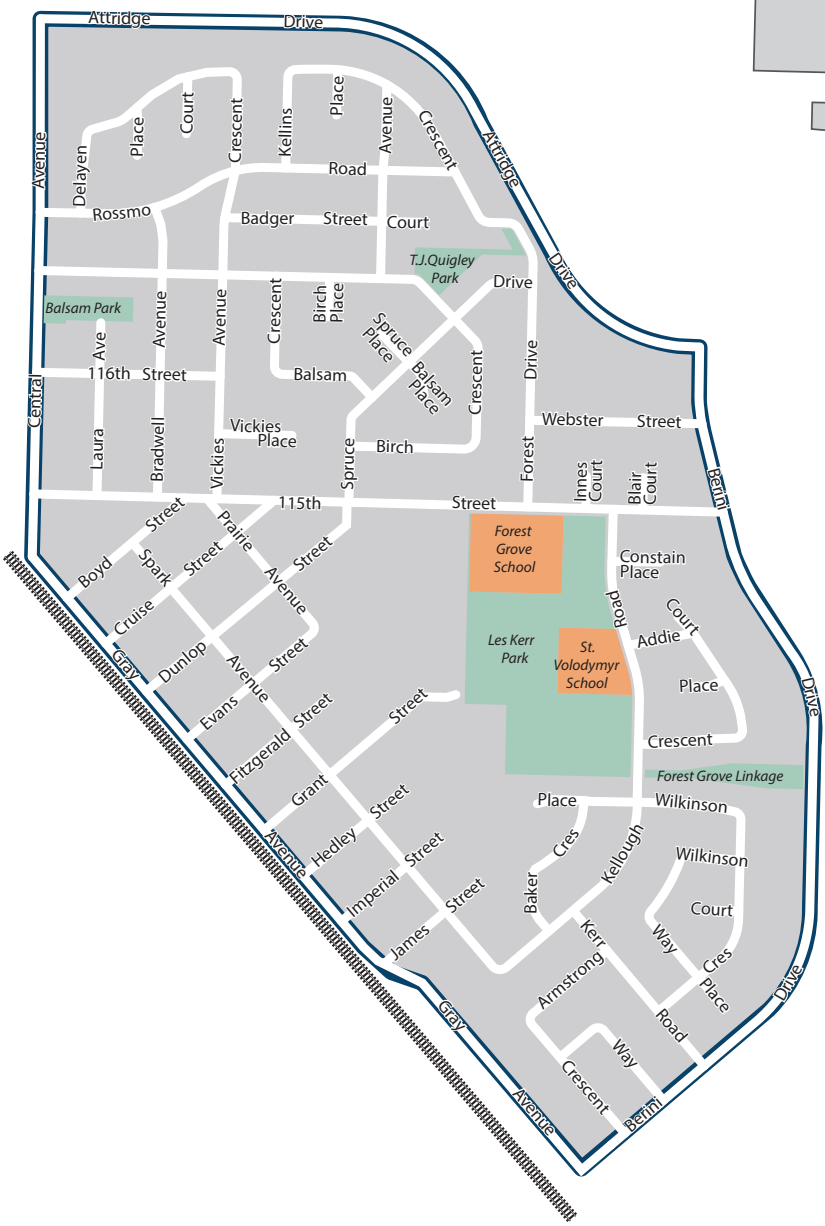 Attridge Drive
Avenue
Delayen
Place
Court
Crescent
Kellins
Place
Avenue
Crescent
Attridge
Rossmo
Road
Badger Street Court
T.J.Quigley
Park
Drive
Drive
Balsam Park
Ave
Avenue
Avenue
Crescent
Birch
Place
Spruce
Place
Balsam
Place
Crescent
Drive
Central
116th Street
Balsam
Laura
Bradwell
Vickies
Vickies
Place
Spruce
Birch
Forest
Webster Street
Innes
Court
Blair
Court
Berini
115th Street
Boyd Street
Prairie
Avenue
Spark
Avenue
Cruise Street
Dunlop Street
Evans Street
Fitzgerald Street
Grant Street
Hedley Street
Imperial Street
James Street
Gray
Avenue
Forest
Grove
School
Les Kerr
Park
St.
Volodymyr
School
Constain
Place
Road
Addie
Court
Place
Crescent
Drive
Forest Grove Linkage
Place
Wilkinson
Cres
Baker
Kellough
Wilkinson
Court
Way
Cres
Place
Kerr
Road
Armstrong
Way
Crescent
Drive
Berini
Gray
Avenue